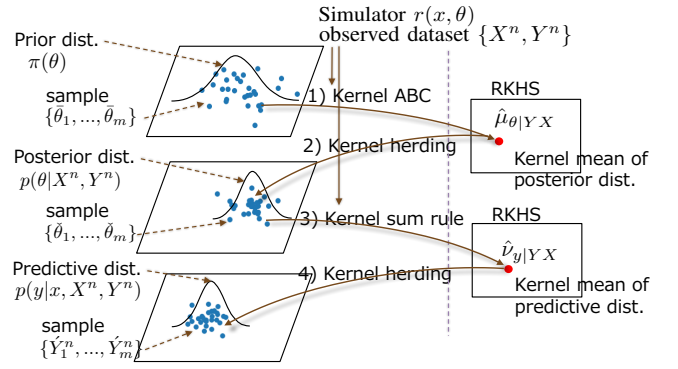 Simulator r(x, θ)
observed dataset {X^n, Y^n}
Prior dist.
π(θ)
sample
{θ̄_1, ..., θ̄_m}
1) Kernel ABC
RKHS
μ̂_{θ|YX}
Kernel mean of
posterior dist.
2) Kernel herding
Posterior dist.
p(θ|X^n, Y^n)
sample
{θ̌_1, ..., θ̌_m}
3) Kernel sum rule
RKHS
ν̂_{y|YX}
Kernel mean of
predictive dist.
4) Kernel herding
Predictive dist.
p(y|x, X^n, Y^n)
sample
{Ý_1^n, ..., Ý_m^n}